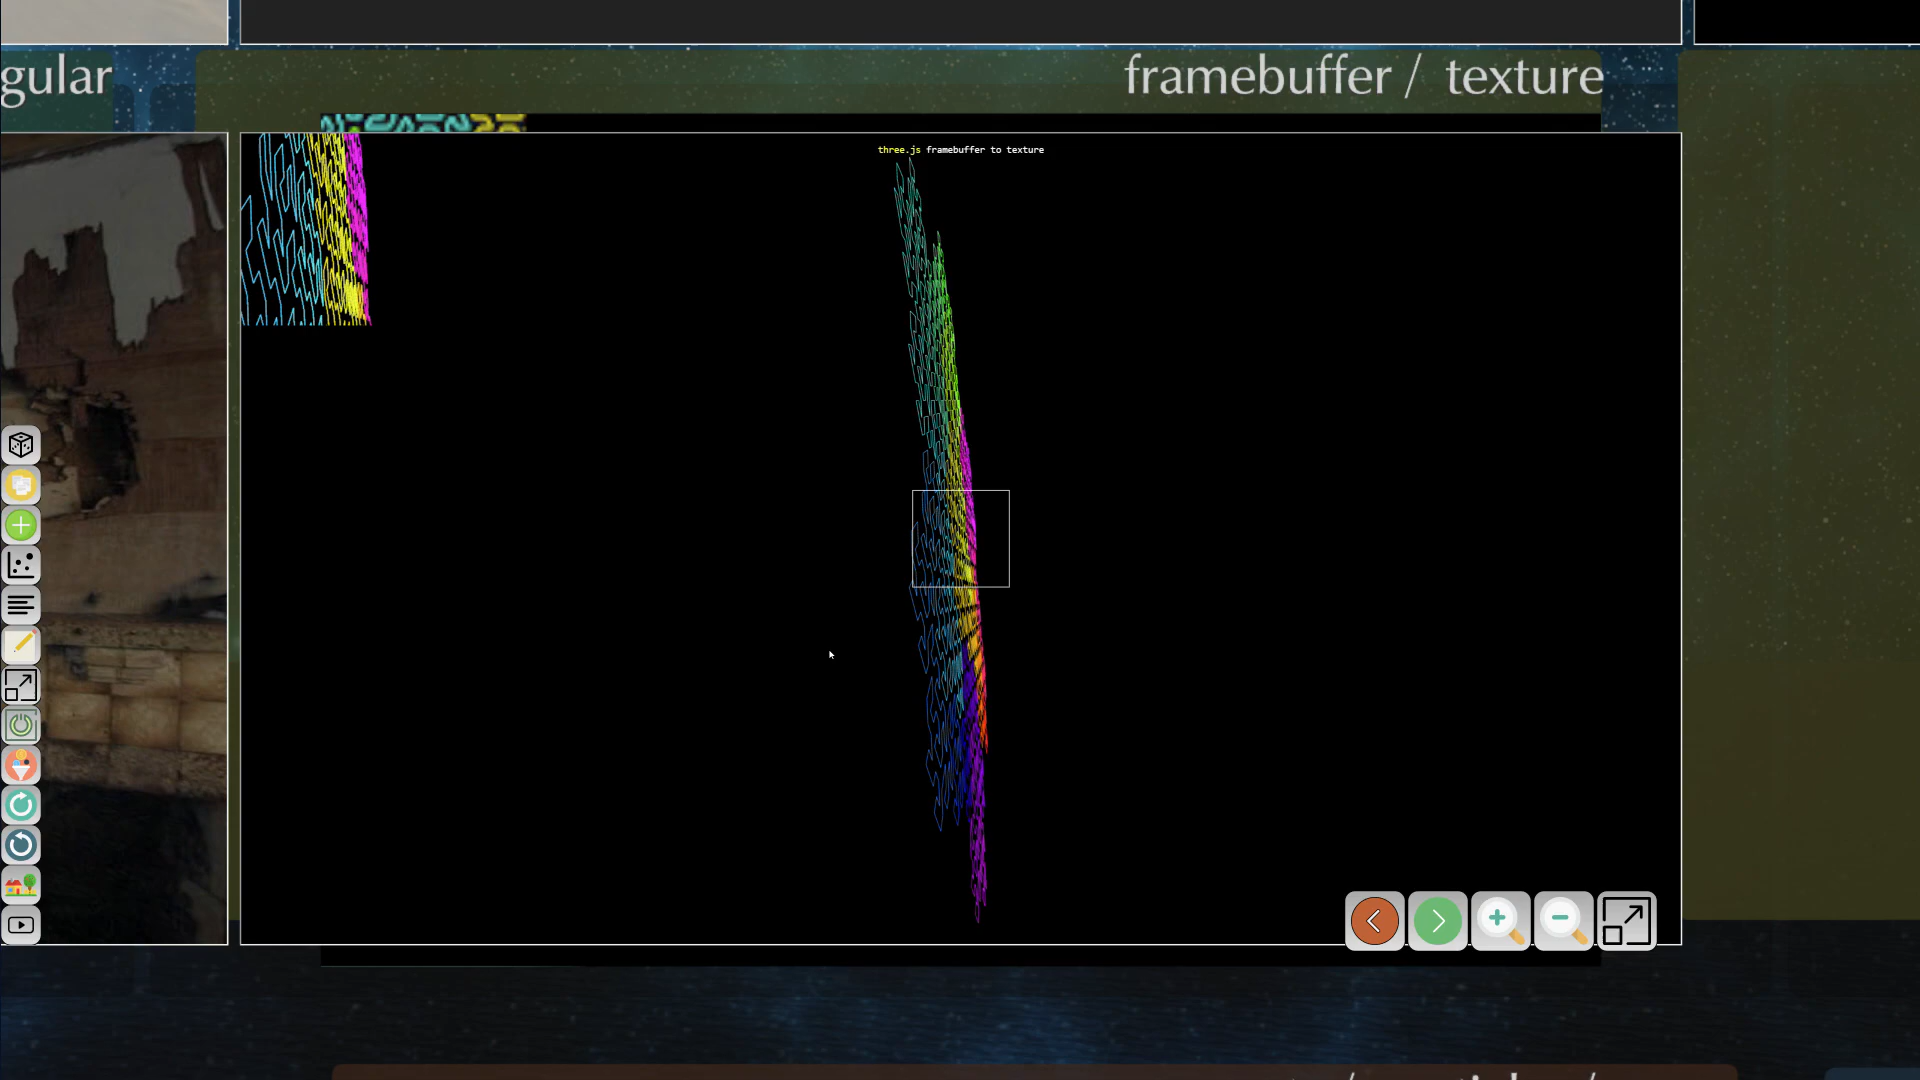 gular
framebuffer / texture
three.js framebuffer to texture